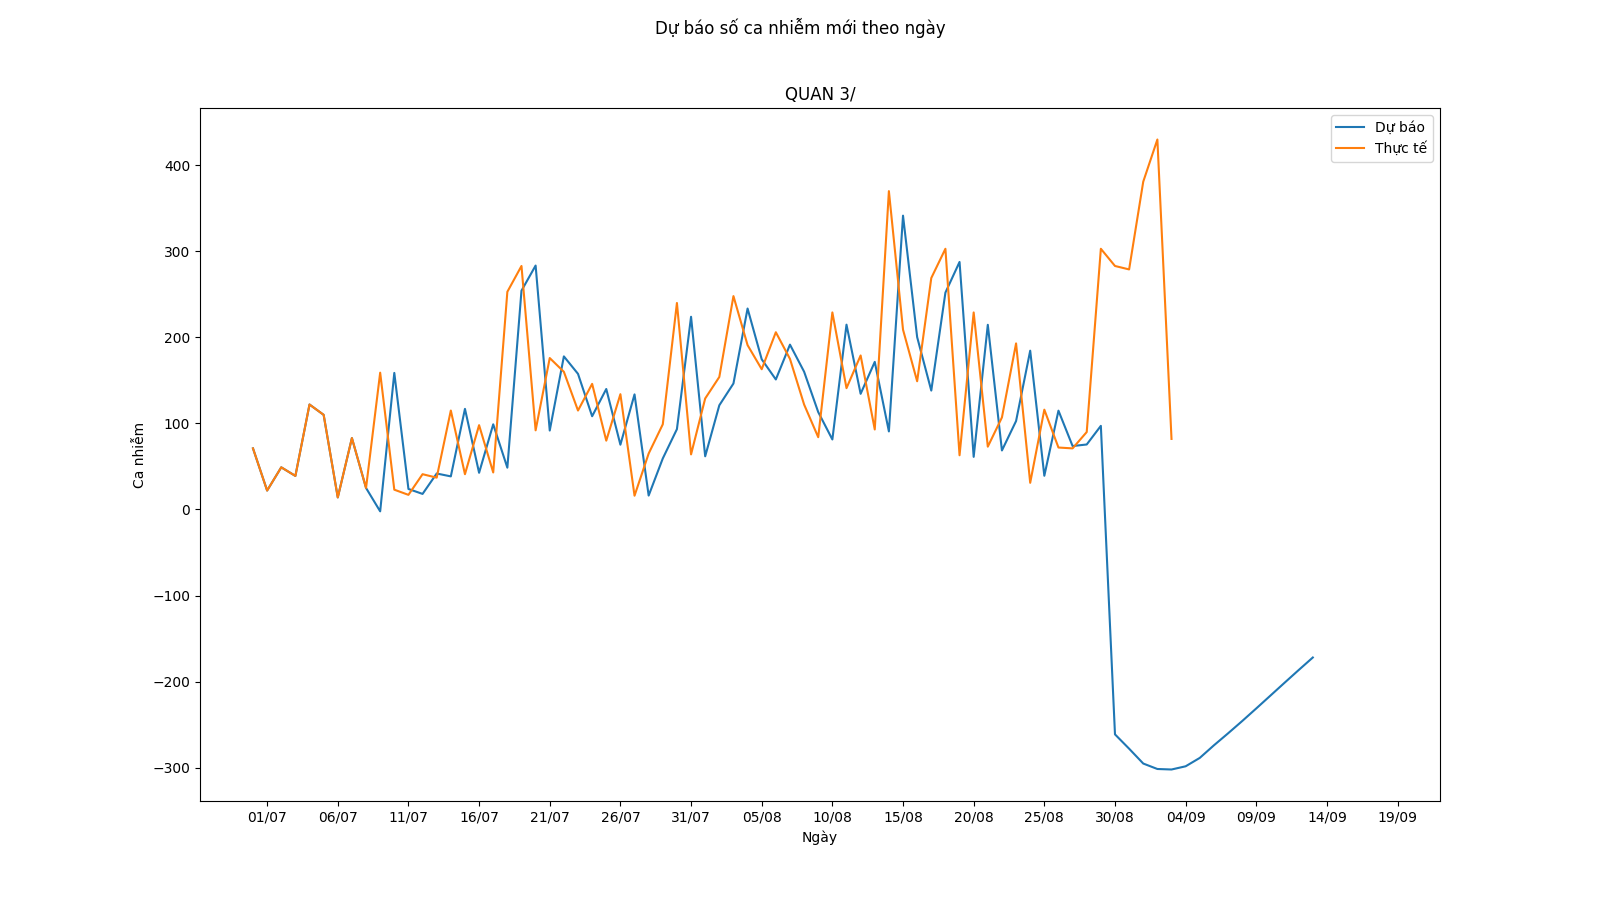 Dự báo số ca nhiễm mới theo ngày
QUAN 3/
Dự báo
Thực tế
400
300
200
100
0
−100
−200
−300
Ca nhiễm
01/07 06/07 11/07 16/07 21/07 26/07 31/07 05/08 10/08 15/08 20/08 25/08 30/08 04/09 09/09 14/09 19/09
Ngày